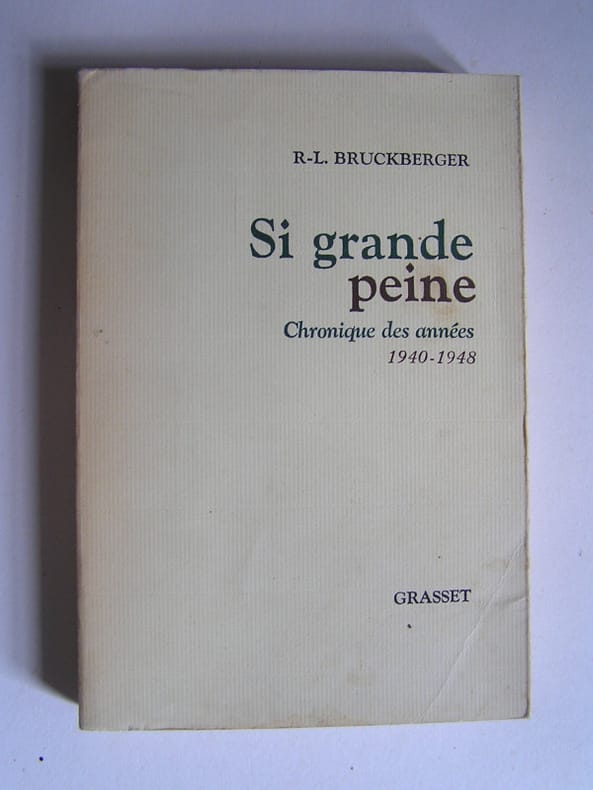 R-L. BRUCKBERGER
Si grande
peine
Chronique des années
1940-1948
GRASSET